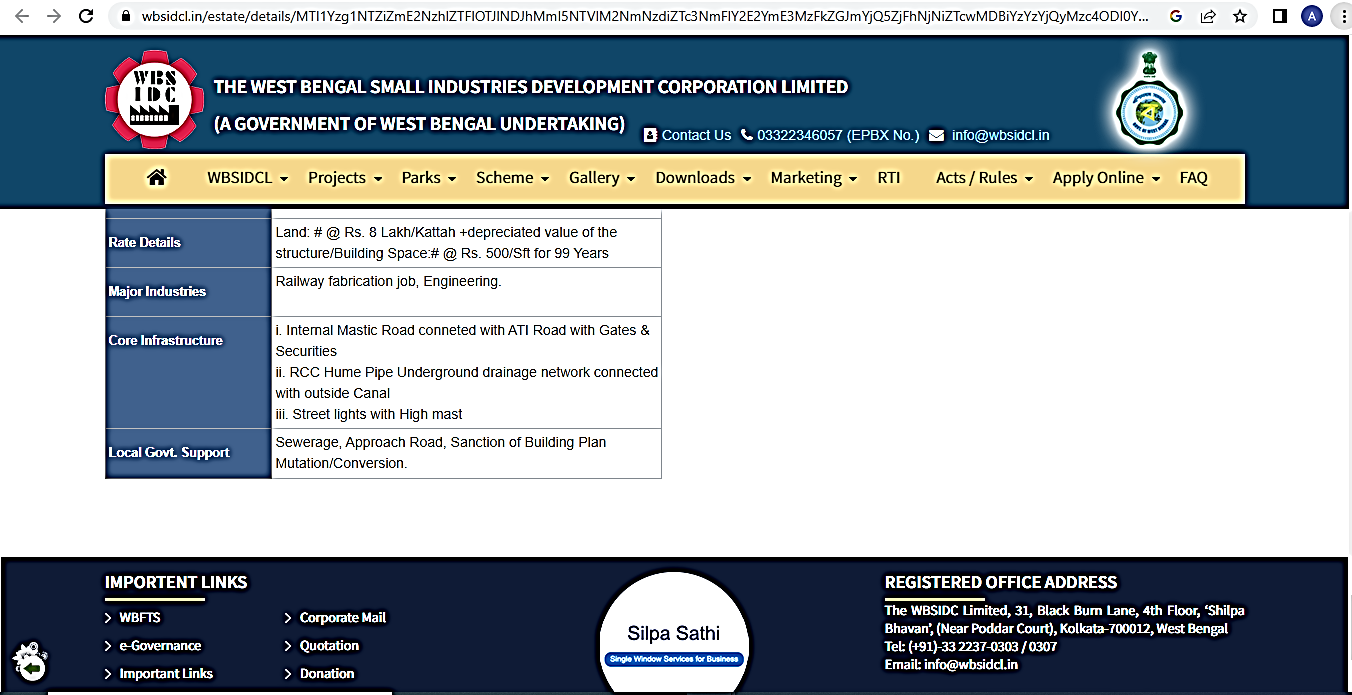 wbsidcl.in/estate/details/
WBS
IDC
THE WEST BENGAL SMALL INDUSTRIES DEVELOPMENT CORPORATION LIMITED
(A GOVERNMENT OF WEST BENGAL UNDERTAKING)
Contact Us 03322346057 (EPBX No.) info@wbsidcl.in
WBSIDCL Projects Parks Scheme Gallery Downloads Marketing RTI Acts / Rules Apply Online FAQ
Rate Details
Land: # @ Rs. 8 Lakh/Kattah +depreciated value of the
structure/Building Space:# @ Rs. 500/Sft for 99 Years
Major Industries
Railway fabrication job, Engineering.
Core Infrastructure
i. Internal Mastic Road conneted with ATI Road with Gates &
Securities
ii. RCC Hume Pipe Underground drainage network connected
with outside Canal
iii. Street lights with High mast
Local Govt. Support
Sewerage, Approach Road, Sanction of Building Plan
Mutation/Conversion.
IMPORTENT LINKS
WBFTS
Corporate Mail
e-Governance
Quotation
Important Links
Donation
Silpa Sathi
Single Window Services for Business
REGISTERED OFFICE ADDRESS
The WBSIDC Limited, 31, Black Burn Lane, 4th Floor, ‘Shilpa
Bhavan’, (Near Poddar Court), Kolkata-700012, West Bengal
Tel: (+91)-33 2237-0303 / 0307
Email: info@wbsidcl.in